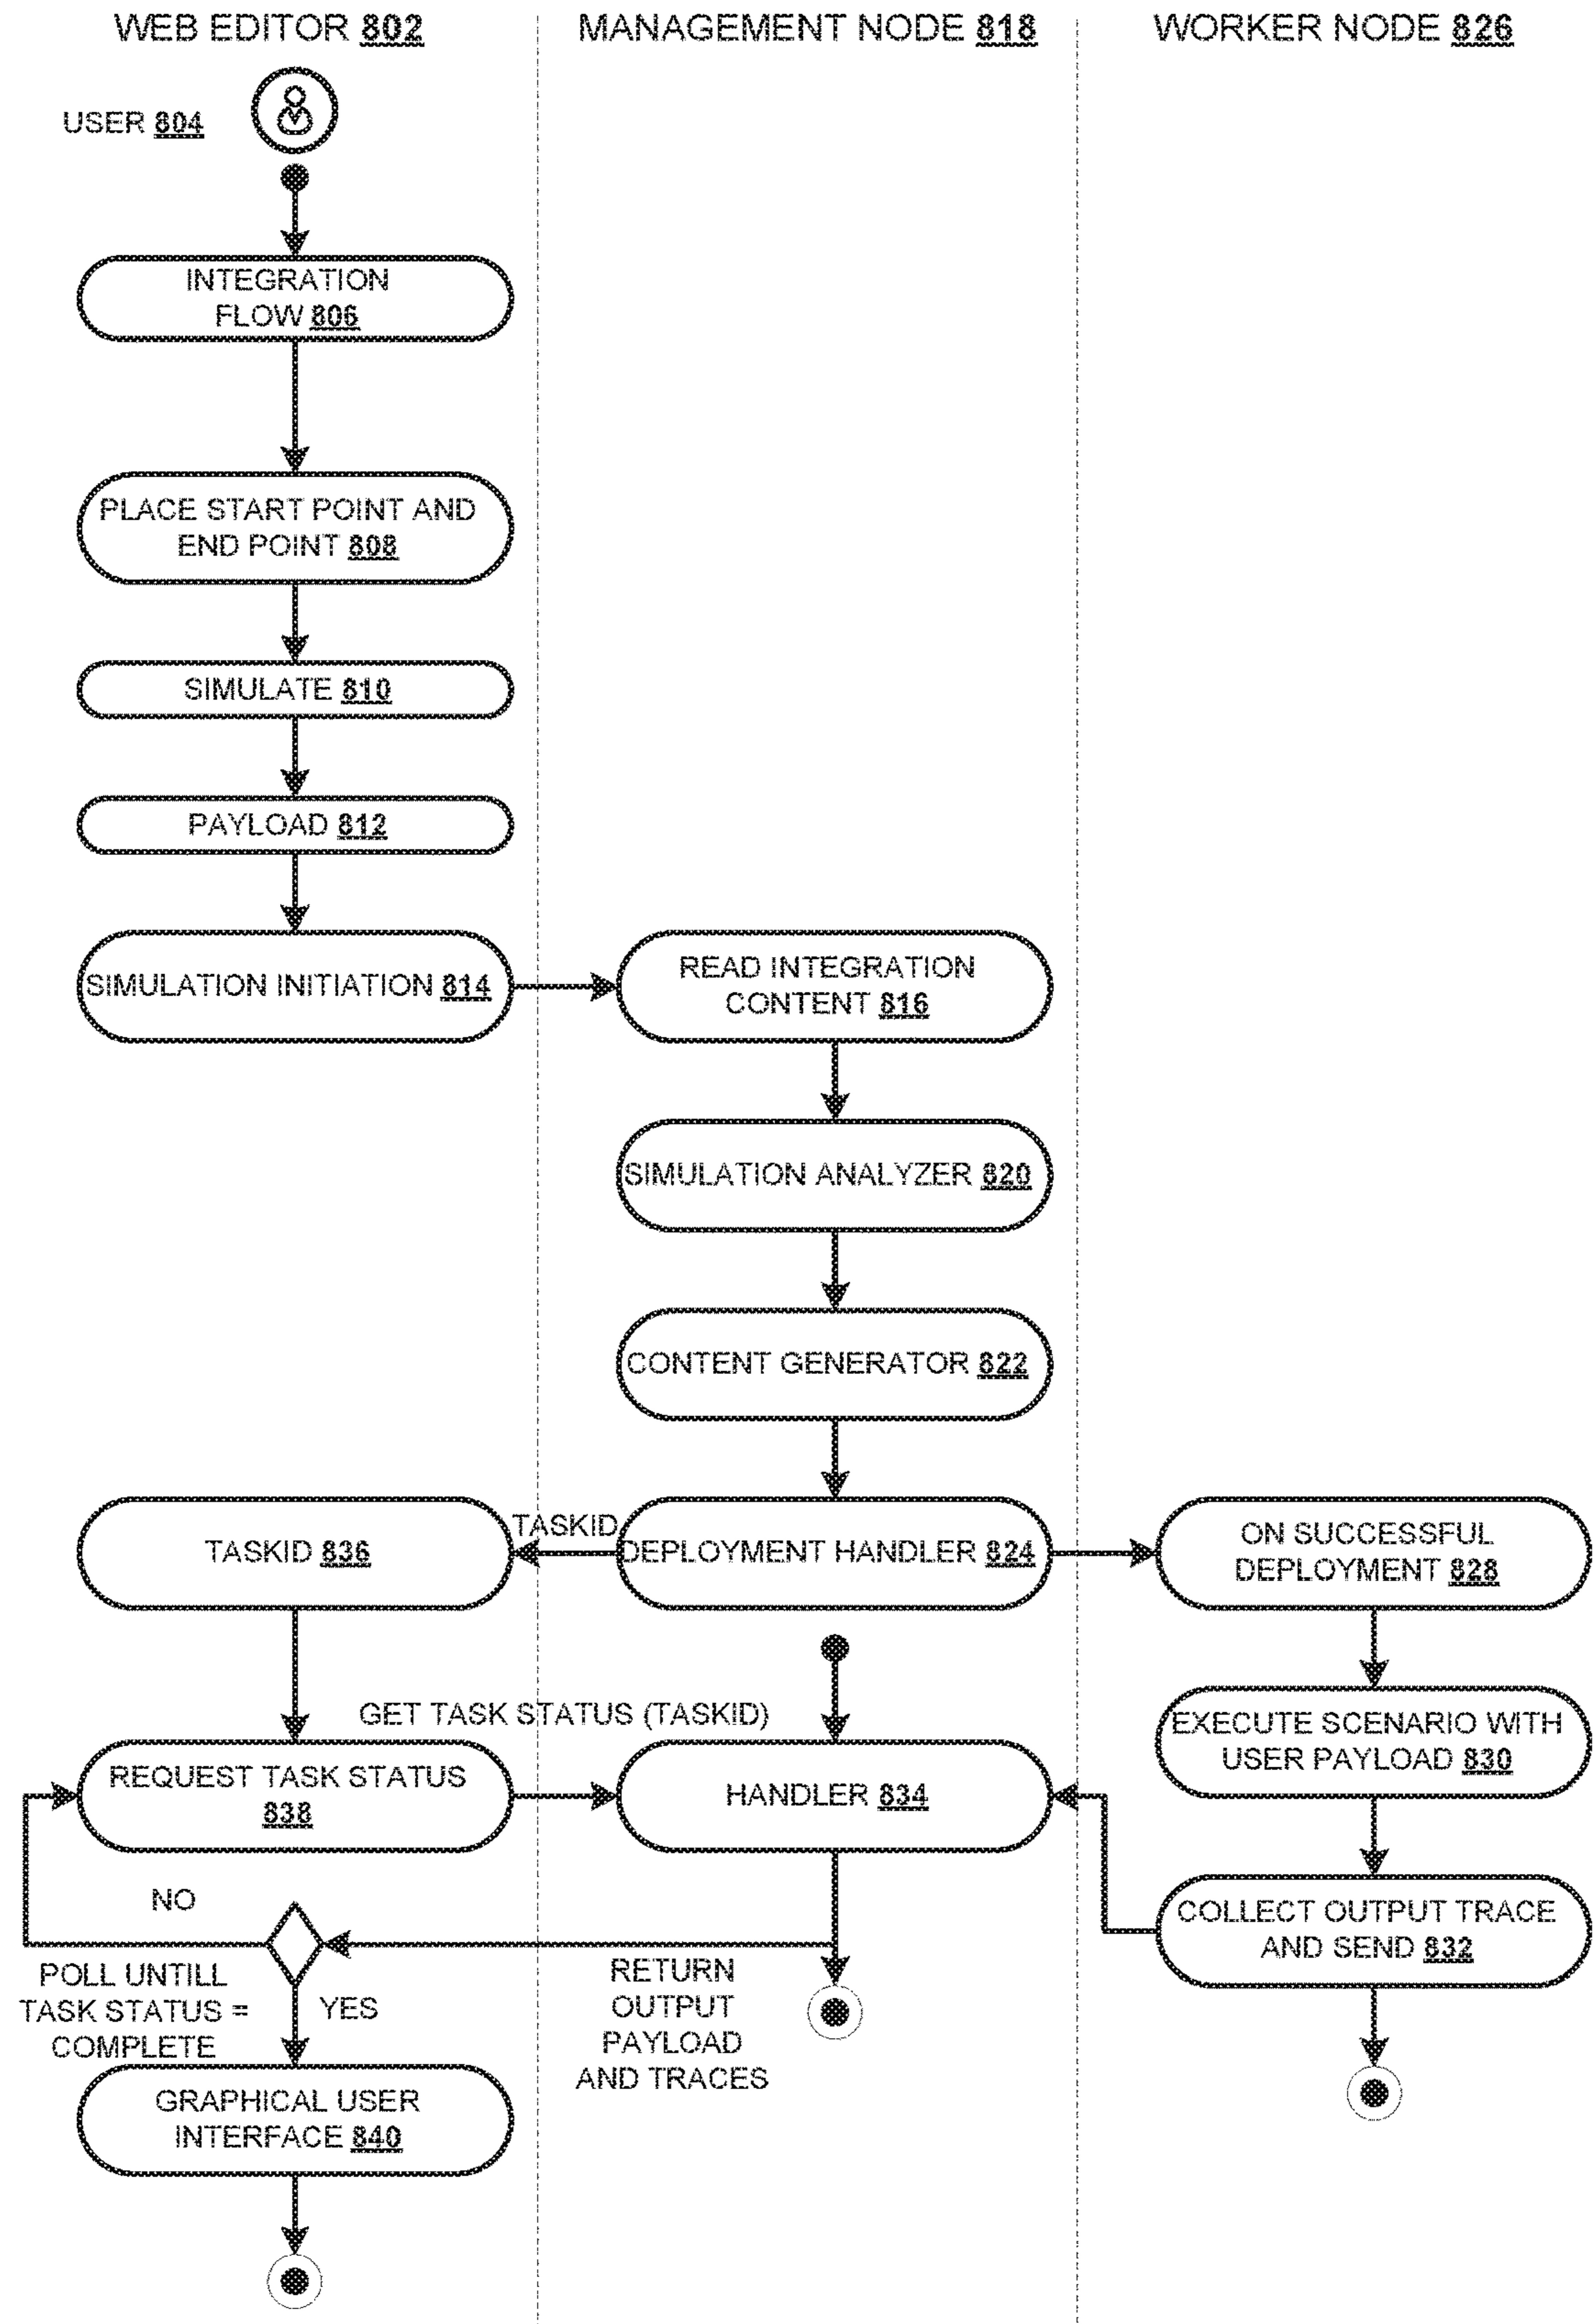 WEB EDITOR 802
MANAGEMENT NODE 818
WORKER NODE 826
USER 804
INTEGRATION
FLOW 806
PLACE START POINT AND
END POINT 808
SIMULATE 810
PAYLOAD 812
SIMULATION INITIATION 814
READ INTEGRATION
CONTENT 816
SIMULATION ANALYZER 820
CONTENT GENERATOR 822
TASKID 836
TASKID
DEPLOYMENT HANDLER 824
ON SUCCESSFUL
DEPLOYMENT 828
GET TASK STATUS (TASKID)
REQUEST TASK STATUS
838
HANDLER 834
EXECUTE SCENARIO WITH
USER PAYLOAD 830
COLLECT OUTPUT TRACE
AND SEND 832
NO
POLL UNTILL
TASK STATUS =
COMPLETE
YES
RETURN
OUTPUT
PAYLOAD
AND TRACES
GRAPHICAL USER
INTERFACE 840